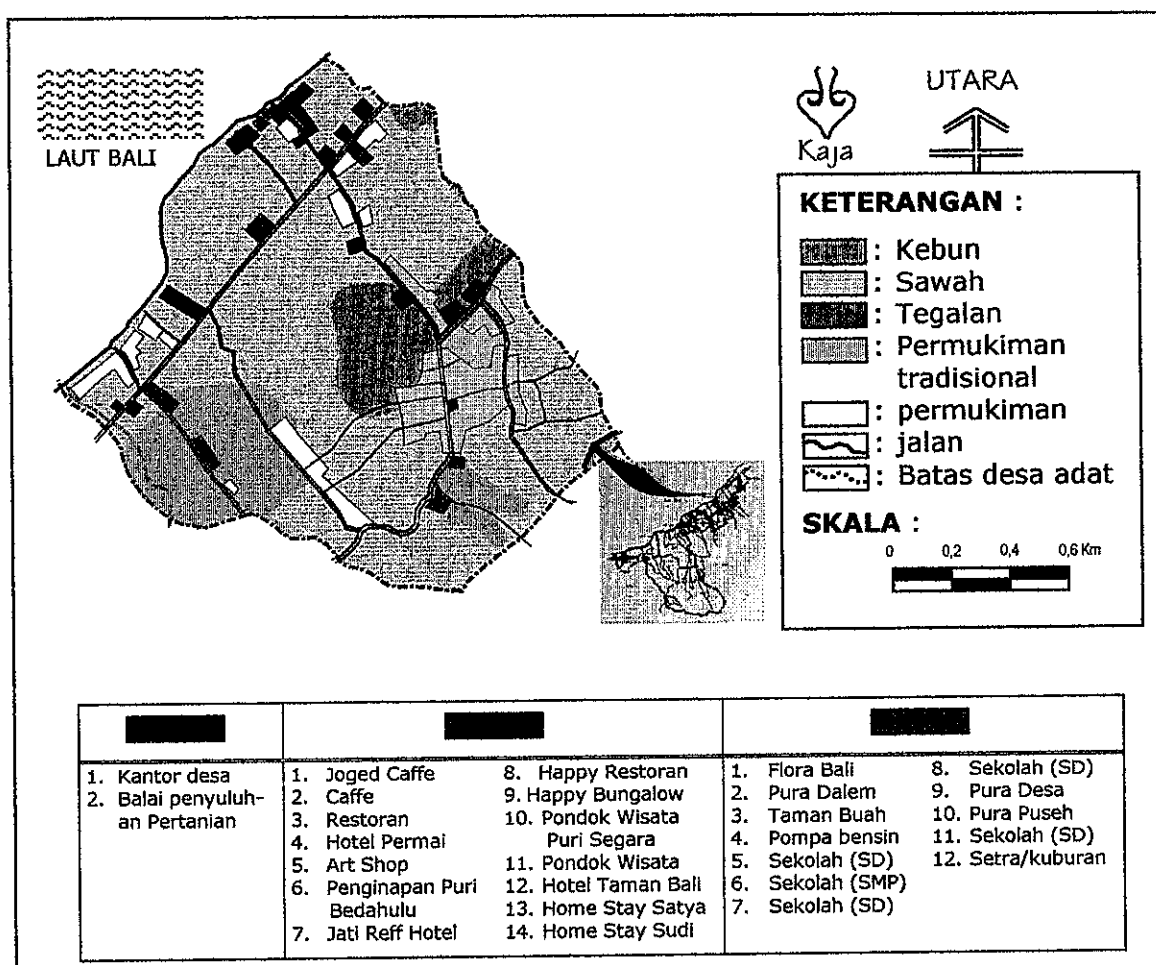 LAUT BALI
Kaja
UTARA
KETERANGAN :
: Kebun
: Sawah
: Tegalan
: Permukiman
tradisional
: permukiman
: jalan
: Batas desa adat
SKALA :
0 0,2 0,4 0,6 Km
1. Kantor desa
2. Balai penyuluh-
an Pertanian
1. Joged Caffe
2. Caffe
3. Restoran
4. Hotel Permai
5. Art Shop
6. Penginapan Puri
Bedahulu
7. Jati Reff Hotel
8. Happy Restoran
9. Happy Bungalow
10. Pondok Wisata
Puri Segara
11. Pondok Wisata
12. Hotel Taman Bali
13. Home Stay Satya
14. Home Stay Sudi
1. Flora Bali
2. Pura Dalem
3. Taman Buah
4. Pompa bensin
5. Sekolah (SD)
6. Sekolah (SMP)
7. Sekolah (SD)
8. Sekolah (SD)
9. Pura Desa
10. Pura Puseh
11. Sekolah (SD)
12. Setra/kuburan